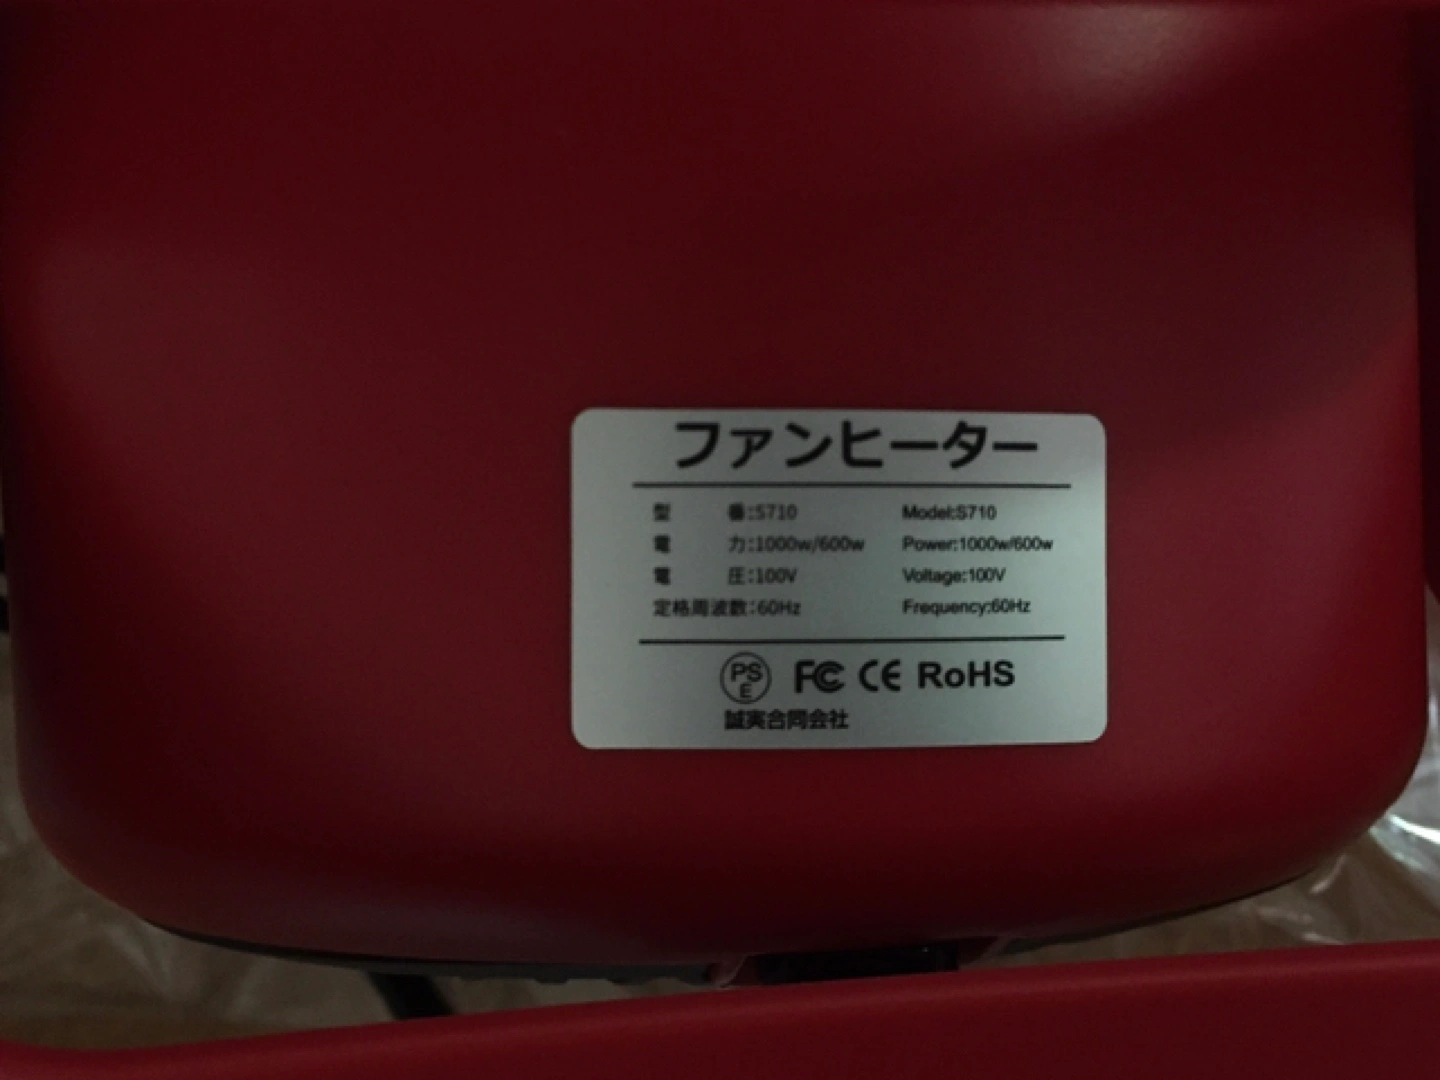 ファンヒーター
型 番:S710 Model:S710
電 力:1000w/600w Power:1000w/600w
電 圧:100V Voltage:100V
定格周波数:60Hz Frequency:60Hz
PSE FC CE RoHS
誠実合同会社